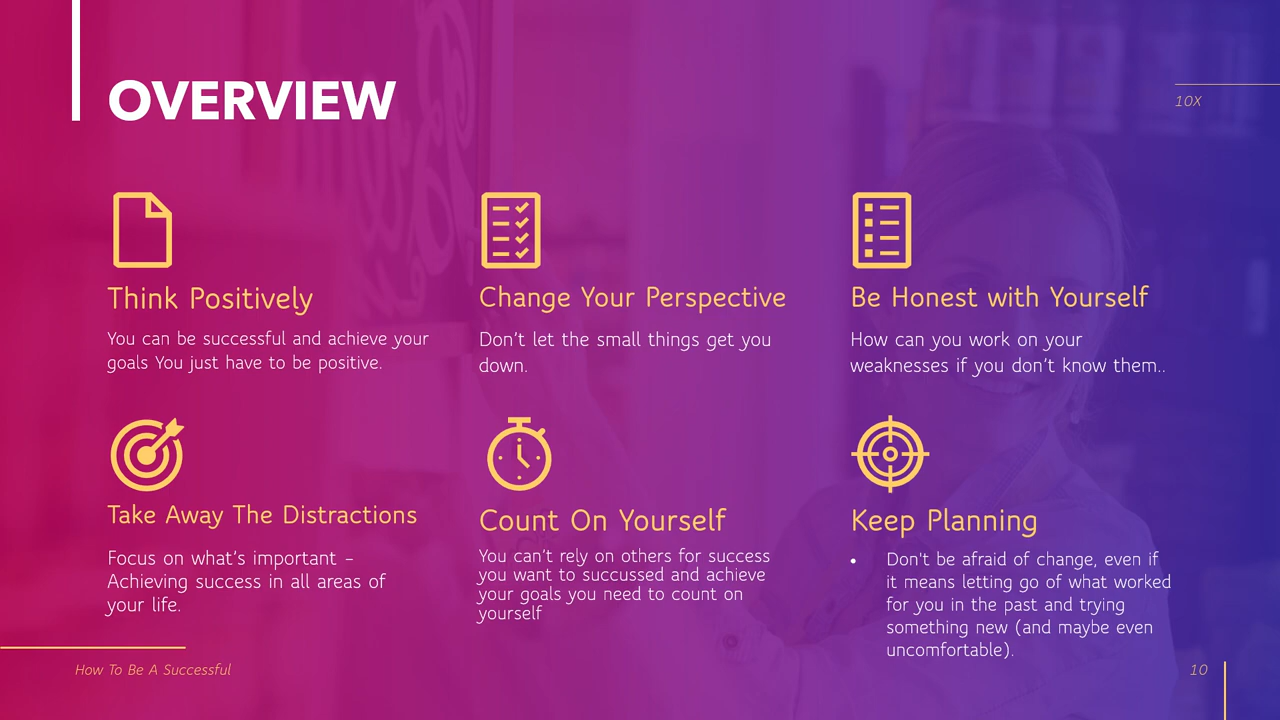 OVERVIEW
10X
Think Positively
You can be successful and achieve your
goals You just have to be positive.
Change Your Perspective
Don’t let the small things get you
down.
Be Honest with Yourself
How can you work on your
weaknesses if you don’t know them..
Take Away The Distractions
Focus on what’s important –
Achieving success in all areas of
your life.
Count On Yourself
You can’t rely on others for success
you want to succussed and achieve
your goals you need to count on
yourself
Keep Planning
• Don't be afraid of change, even if
it means letting go of what worked
for you in the past and trying
something new (and maybe even
uncomfortable).
How To Be A Successful
10